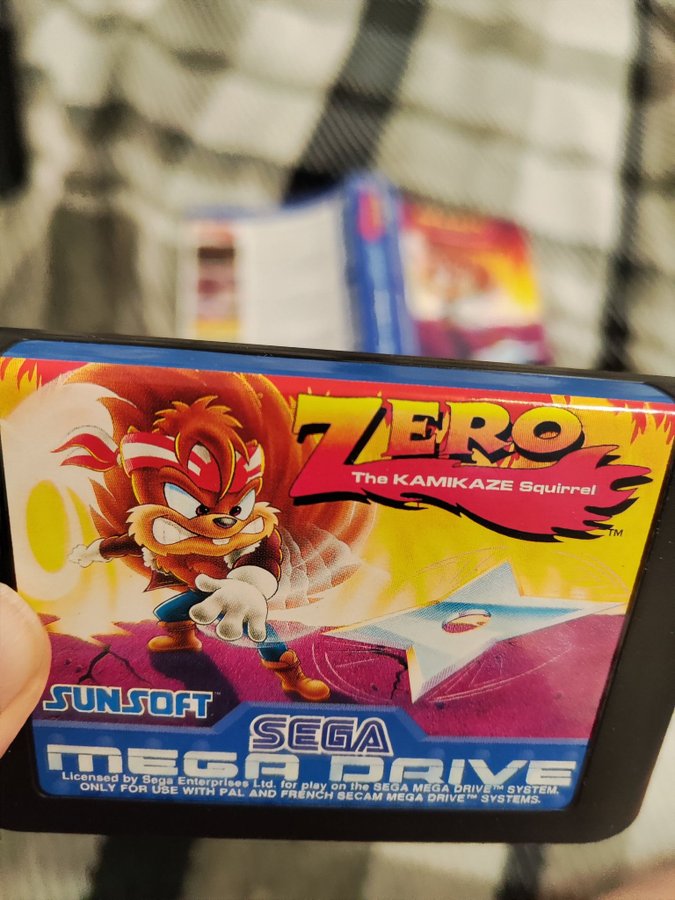 ZERO
The KAMIKAZE Squirrel
TM
SUNSOFT
SEGA
MEGA DRIVE
Licensed by Sega Enterprises Ltd. for play on the SEGA MEGA DRIVE™ SYSTEM.
ONLY FOR USE WITH PAL AND FRENCH SECAM MEGA DRIVE™ SYSTEMS.